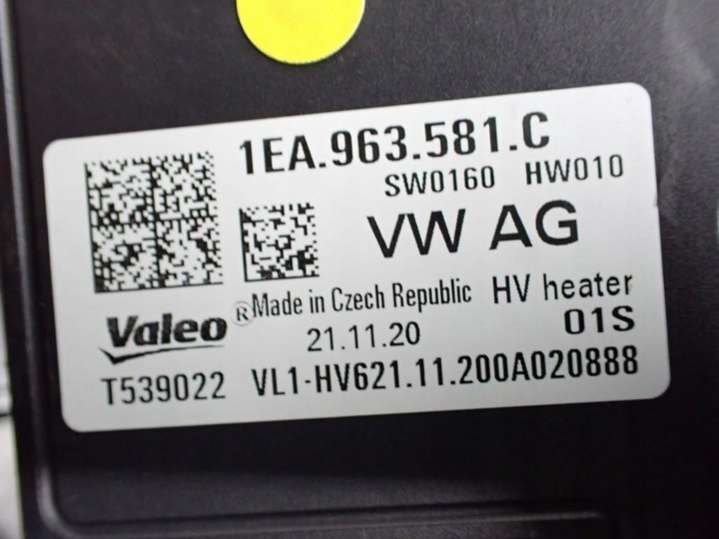 1EA.963.581.C
SW0160 HW010
VW AG
Valeo ® Made in Czech Republic HV heater
21.11.20 01S
T539022 VL1-HV621.11.200A020888